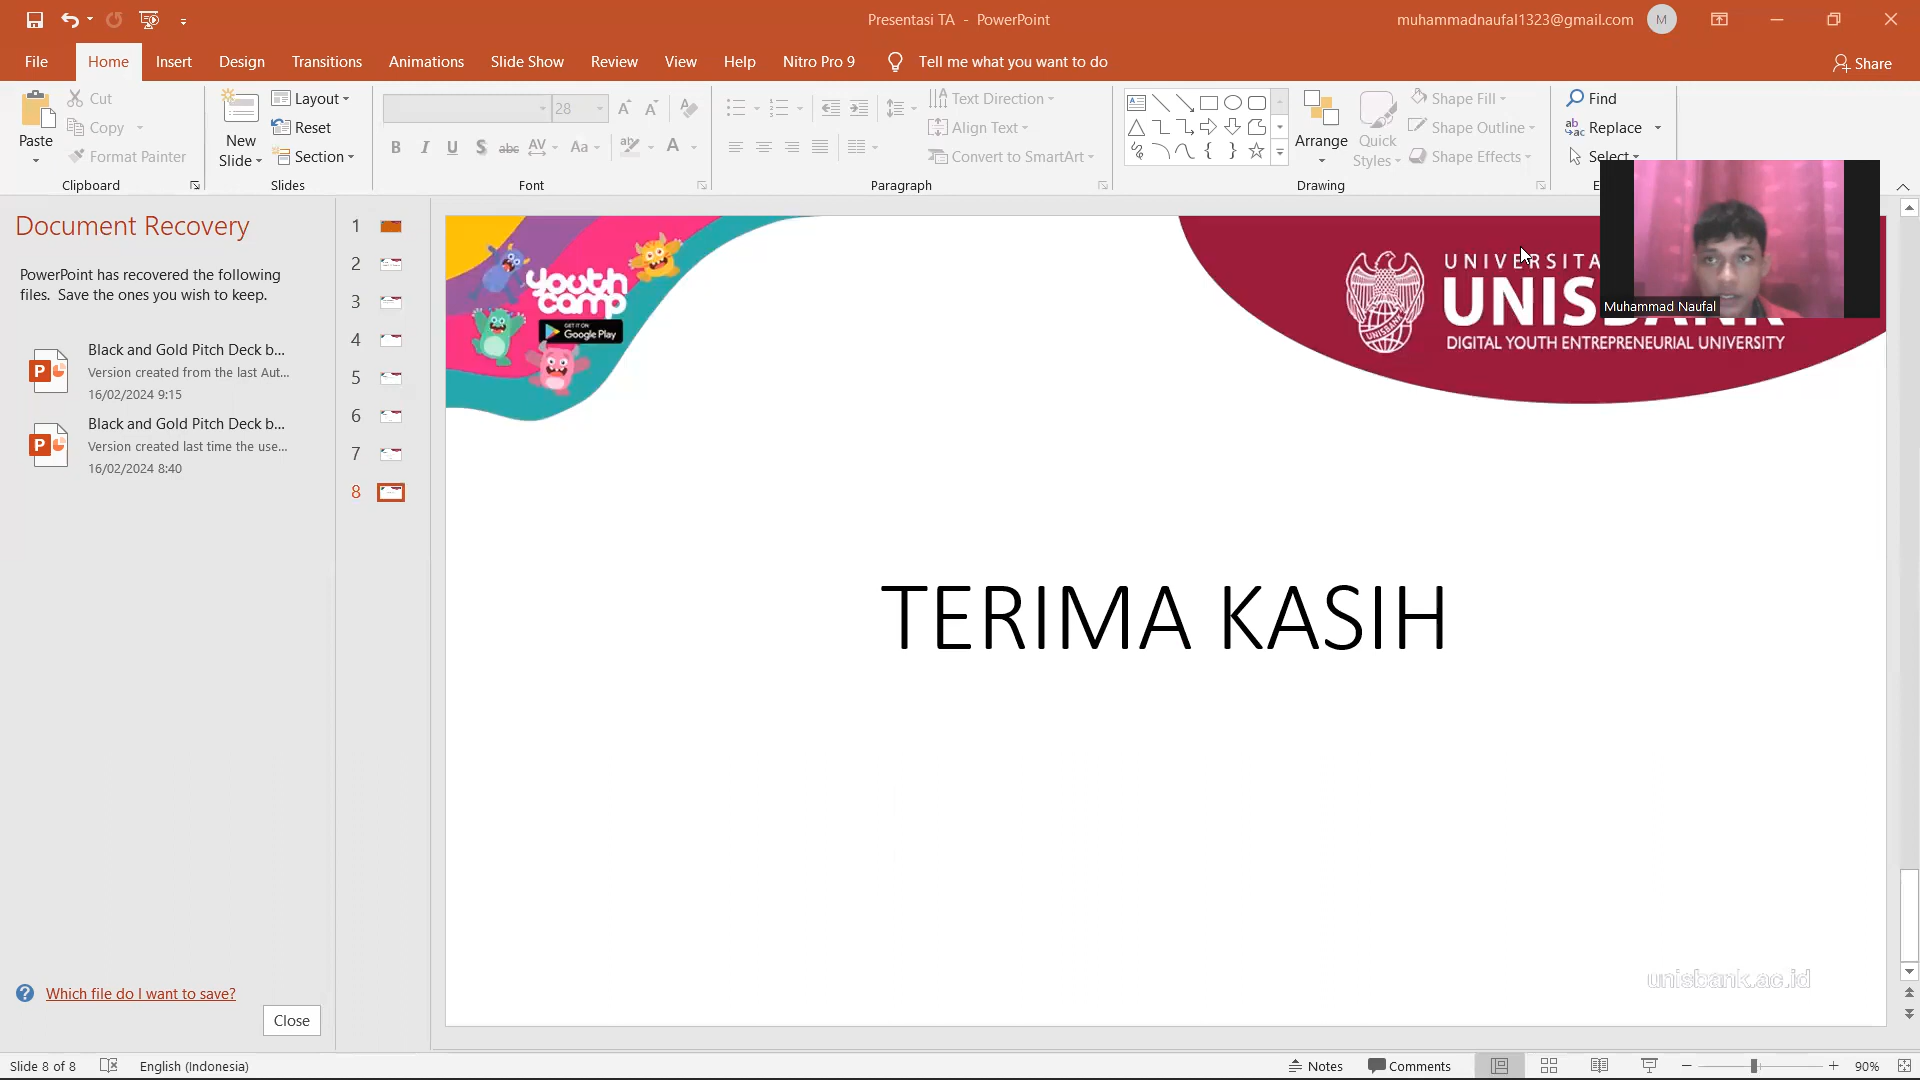 Presentasi TA - PowerPoint
muhammadnaufal1323@gmail.com
M
File
Home
Insert
Design
Transitions
Animations
Slide Show
Review
View
Help
Nitro Pro 9
Tell me what you want to do
Share
Paste
Cut
Copy
Format Painter
Clipboard
New
Slide
Layout
Reset
Section
Slides
28
B I U S abc AV Aa
A
Font
Text Direction
Align Text
Convert to SmartArt
Paragraph
Arrange
Quick
Styles
Shape Fill
Shape Outline
Shape Effects
Drawing
Find
Replace
Select
Document Recovery
PowerPoint has recovered the following
files. Save the ones you wish to keep.
Black and Gold Pitch Deck b...
Version created from the last Aut...
16/02/2024 9:15
Black and Gold Pitch Deck b...
Version created last time the use...
16/02/2024 8:40
Which file do I want to save?
Close
1
2
3
4
5
6
7
8
youth
camp
GET IT ON
Google Play
UNISBANK
DIGITAL YOUTH ENTREPRENEURIAL UNIVERSITY
Muhammad Naufal
TERIMA KASIH
unisbank.ac.id
Slide 8 of 8
English (Indonesia)
Notes
Comments
90%